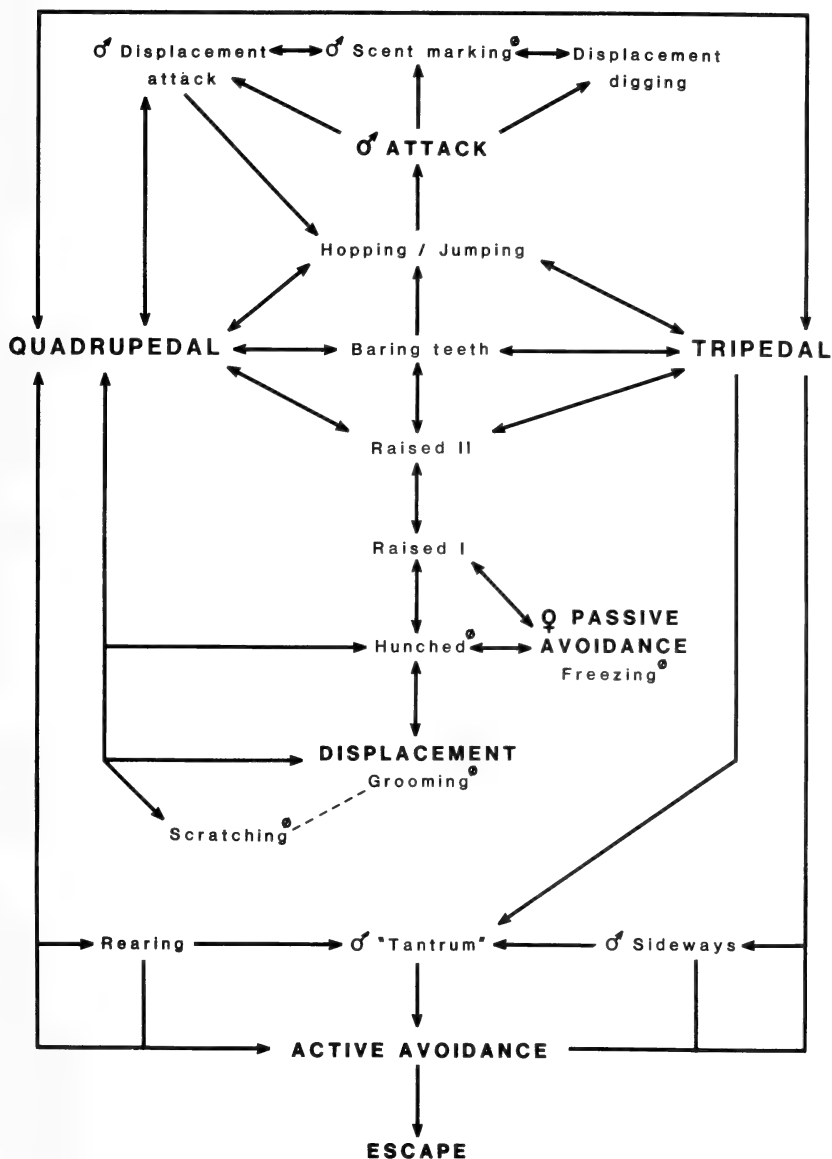 ♂ Displacement ♂ Scent marking ø Displacement
attack digging
♂ ATTACK
Hopping / Jumping
QUADRUPEDAL Baring teeth TRIPEDAL
Raised II
Raised I
♀ PASSIVE
Hunched ø AVOIDANCE
Freezing ø
DISPLACEMENT
Grooming ø
Scratching ø
Rearing ♂ "Tantrum" ♂ Sideways
ACTIVE AVOIDANCE
ESCAPE